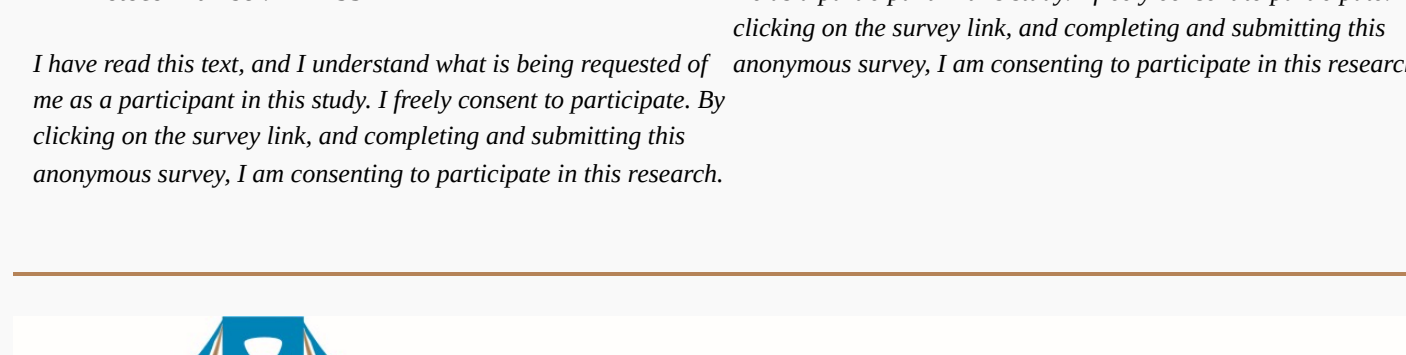 I have read this text, and I understand what is being requested of
me as a participant in this study. I freely consent to participate. By
clicking on the survey link, and completing and submitting this
anonymous survey, I am consenting to participate in this research.
clicking on the survey link, and completing and submitting this
anonymous survey, I am consenting to participate in this